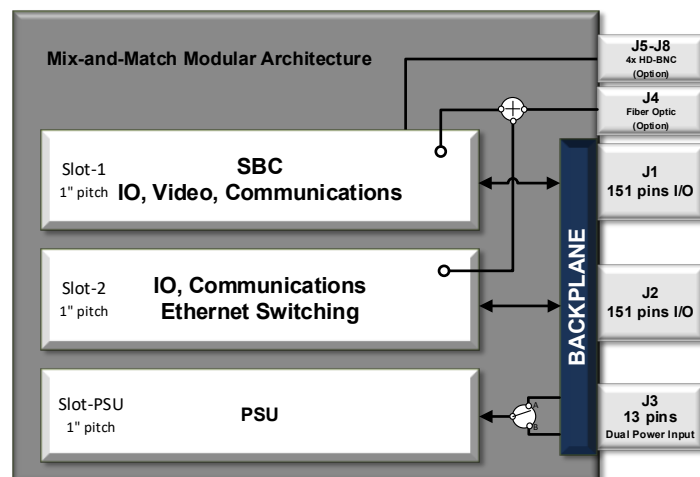 Mix-and-Match Modular Architecture
J5-J8
4x HD-BNC
(Option)
J4
Fiber Optic
(Option)
Slot-1
1" pitch
SBC
IO, Video, Communications
J1
151 pins I/O
Slot-2
1" pitch
IO, Communications
Ethernet Switching
BACKPLANE
J2
151 pins I/O
Slot-PSU
1" pitch
PSU
A
B
J3
13 pins
Dual Power Input